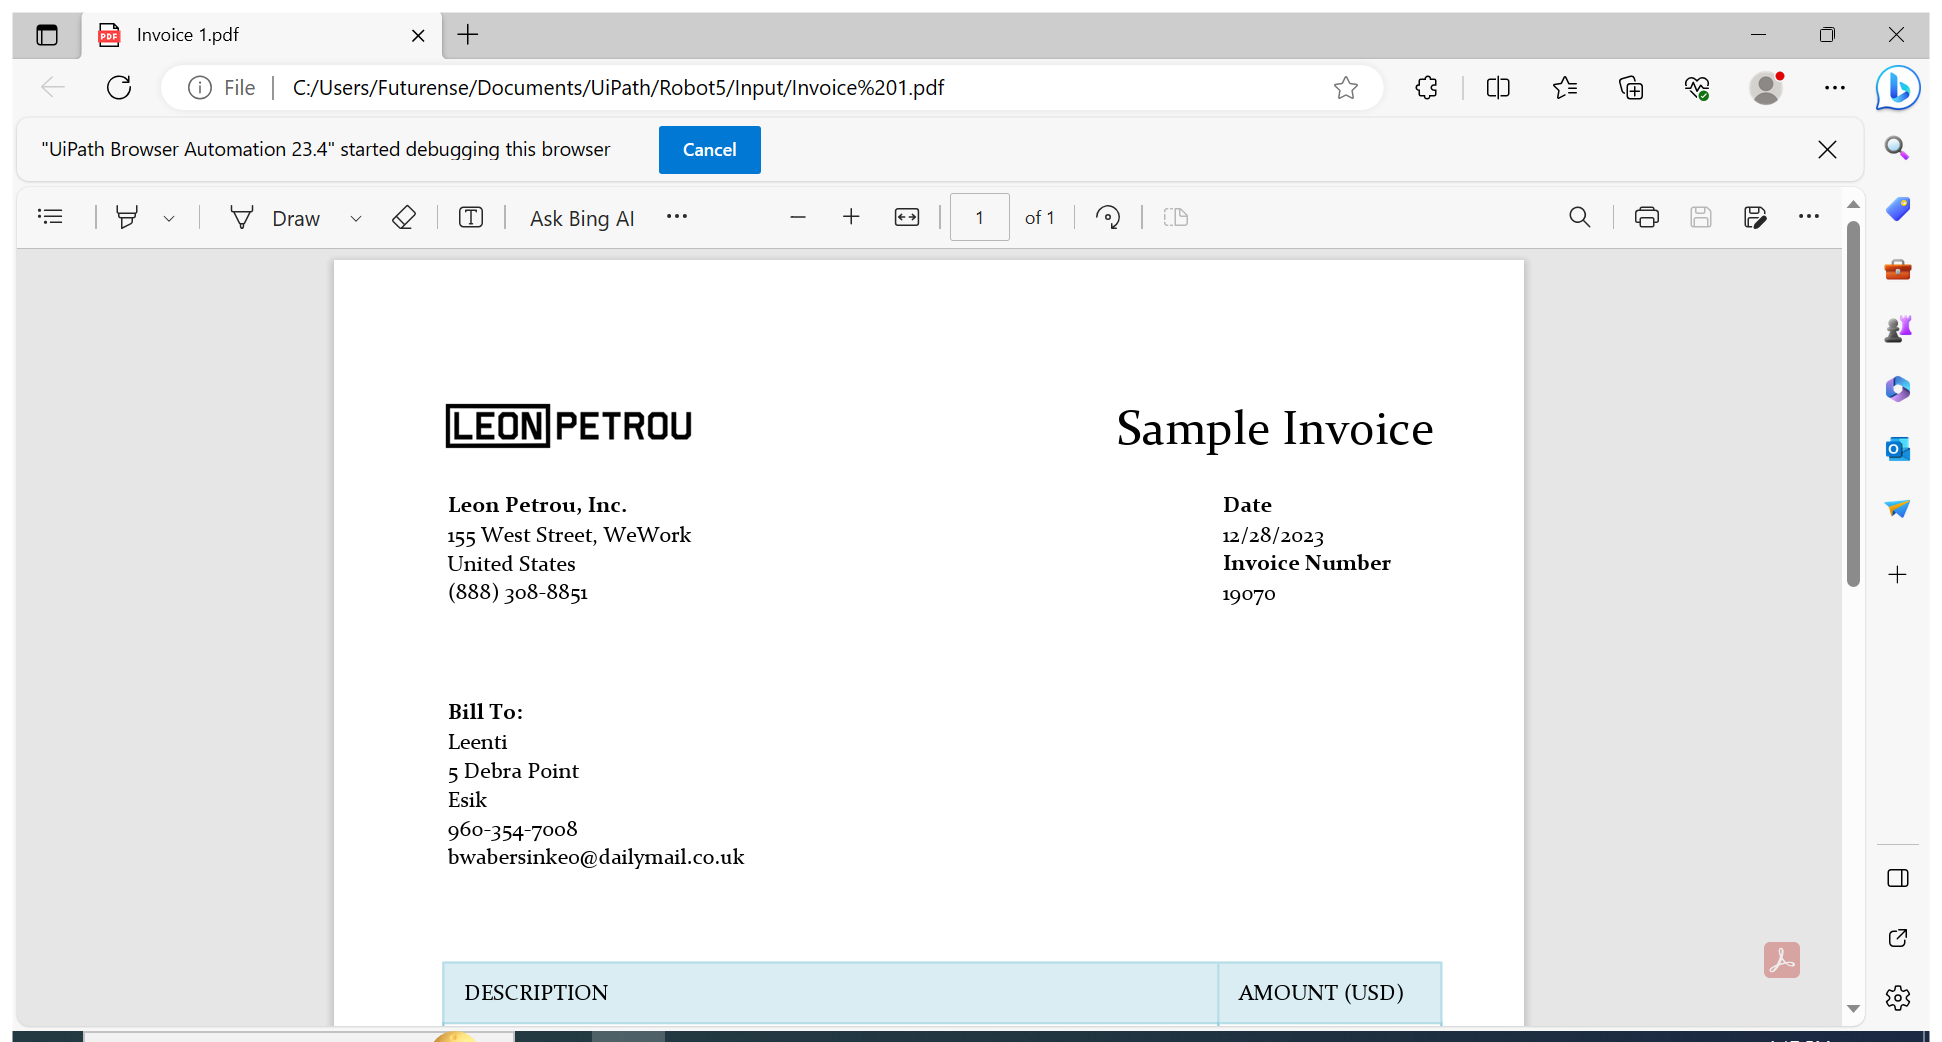 Invoice 1.pdf
File
C:/Users/Futurense/Documents/UiPath/Robot5/Input/Invoice%201.pdf
"UiPath Browser Automation 23.4" started debugging this browser
Cancel
Draw
Ask Bing AI
1
of 1
LEON PETROU
Sample Invoice
Leon Petrou, Inc.
155 West Street, WeWork
United States
(888) 308-8851
Date
12/28/2023
Invoice Number
19070
Bill To:
Leenti
5 Debra Point
Esik
960-354-7008
bwabersinke0@dailymail.co.uk
DESCRIPTION
AMOUNT (USD)